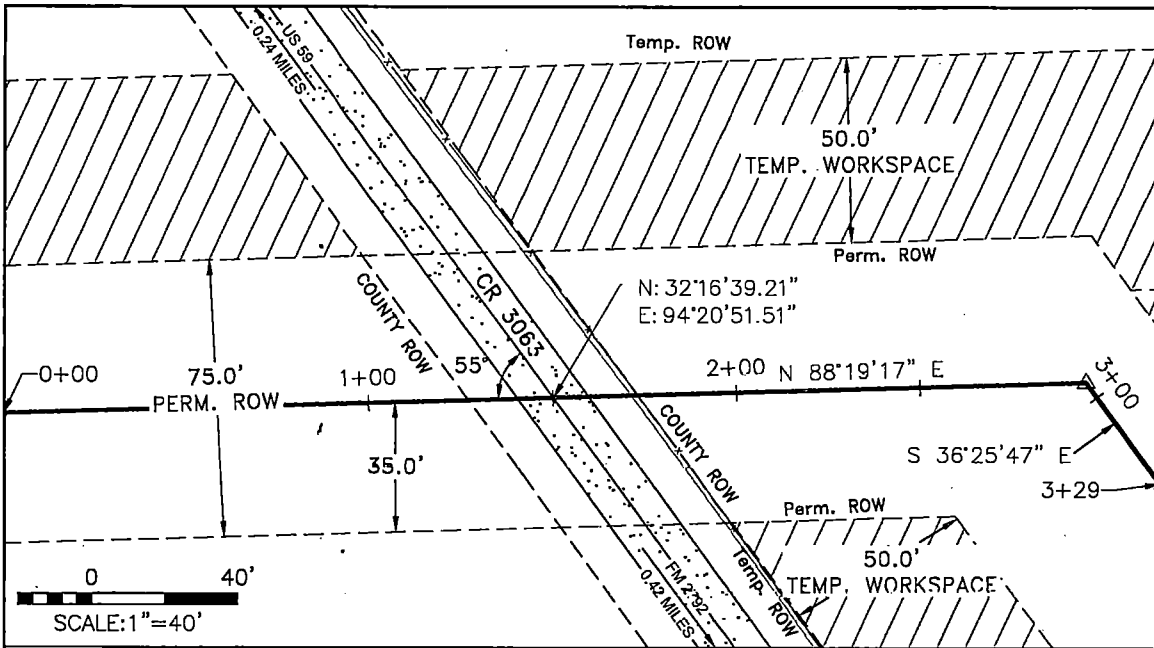 Temp. ROW
US 59
0.24 MILES
50.0'
TEMP. WORKSPACE
Perm. ROW
COUNTY ROW
CR 3063
N: 32°16'39.21"
E: 94°20'51.51"
55°
0+00
75.0'
1+00
2+00
N 88°19'17" E
3+00
PERM. ROW
COUNTY ROW
35.0'
S 36°25'47" E
3+29
Perm. ROW
50.0'
TEMP. WORKSPACE
Temp. ROW
FM 2792
0.42 MILES
0 40'
SCALE:1"=40'